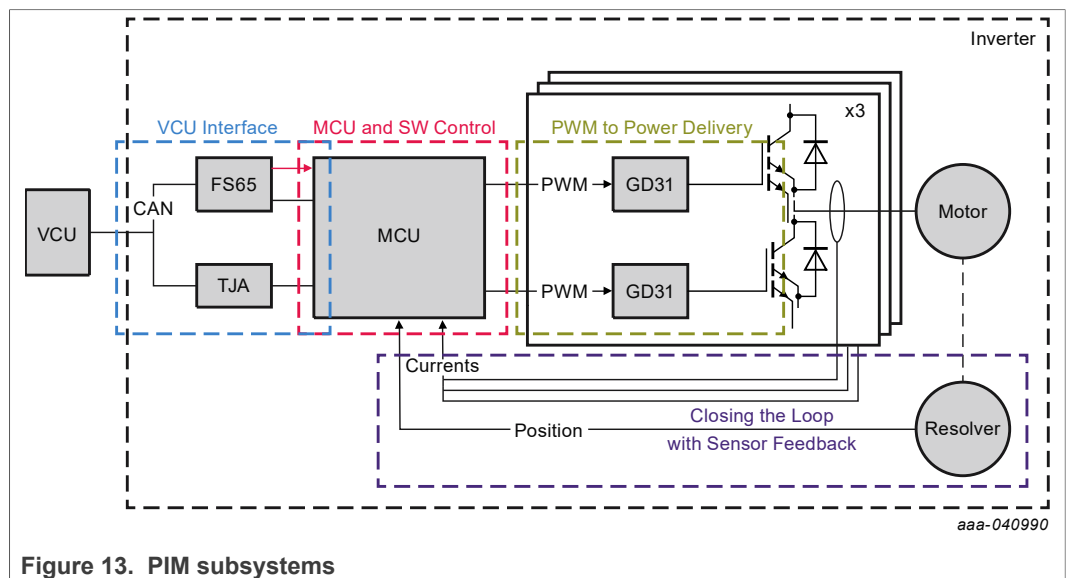 Inverter
x3
VCU Interface
MCU and SW Control
PWM to Power Delivery
FS65
PWM
GD31
CAN
VCU
MCU
Motor
TJA
PWM
GD31
Currents
Closing the Loop
with Sensor Feedback
Position
Resolver
aaa-040990
Figure 13. PIM subsystems